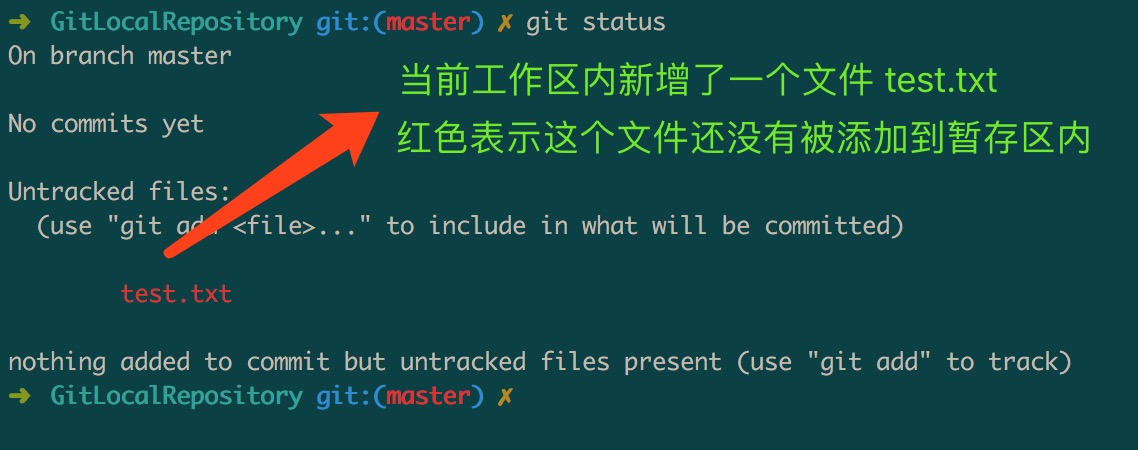 ➜ GitLocalRepository git:(master) ✗ git status
On branch master
当前工作区内新增了一个文件 test.txt
No commits yet
红色表示这个文件还没有被添加到暂存区内
Untracked files:
(use "git add <file>..." to include in what will be committed)
test.txt
nothing added to commit but untracked files present (use "git add" to track)
➜ GitLocalRepository git:(master) ✗